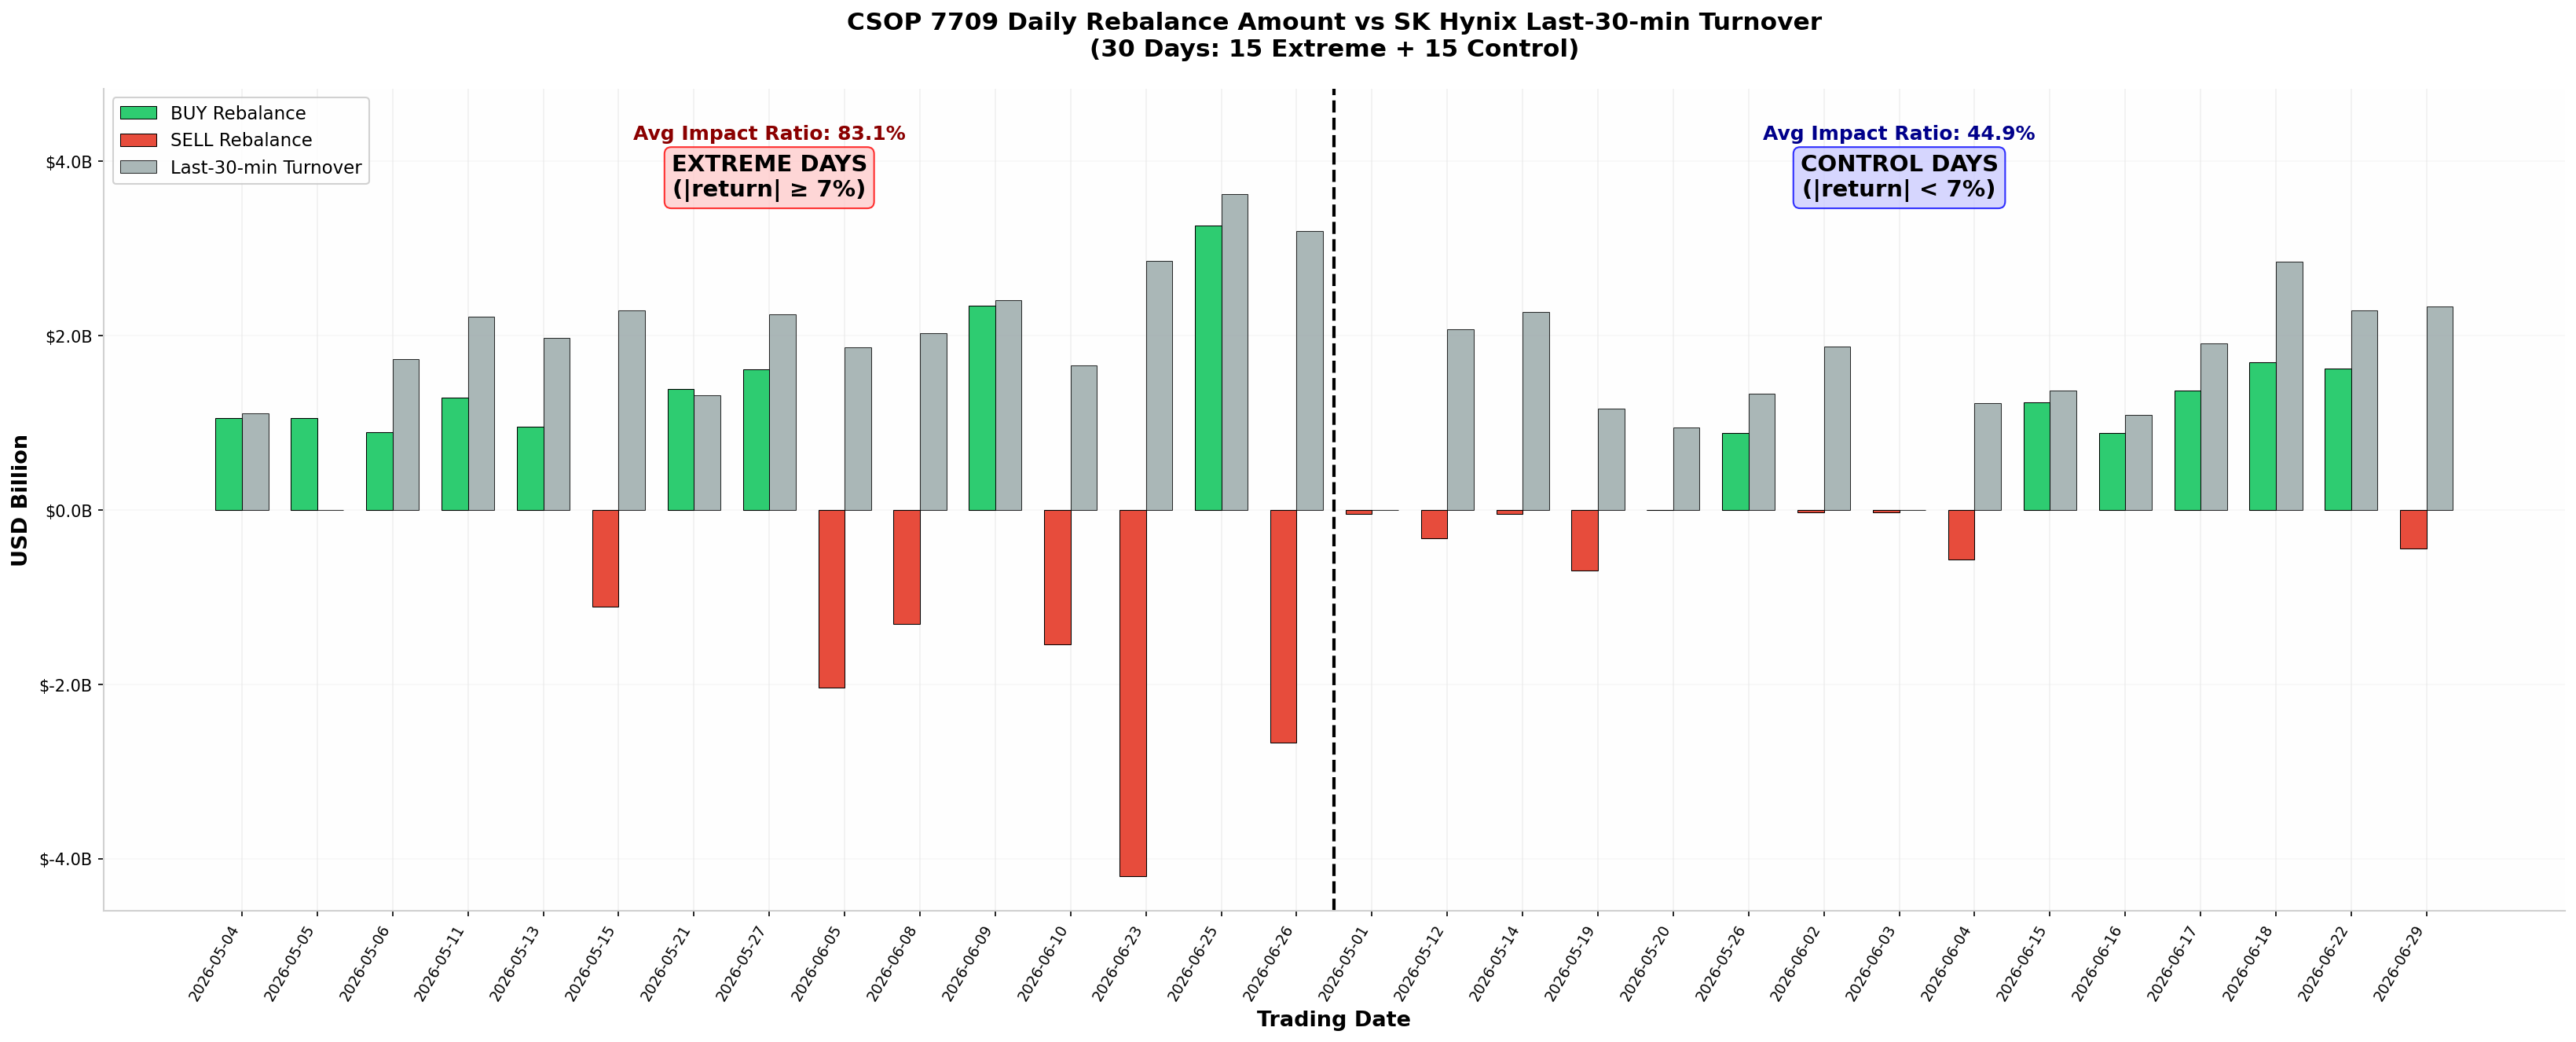 CSOP 7709 Daily Rebalance Amount vs SK Hynix Last-30-min Turnover
(30 Days: 15 Extreme + 15 Control)
BUY Rebalance
SELL Rebalance
Last-30-min Turnover
Avg Impact Ratio: 83.1%
EXTREME DAYS
(|return| ≥ 7%)
Avg Impact Ratio: 44.9%
CONTROL DAYS
(|return| < 7%)
USD Billion
$4.0B
$2.0B
$0.0B
$-2.0B
$-4.0B
2026-05-04
2026-05-05
2026-05-06
2026-05-11
2026-05-13
2026-05-15
2026-05-21
2026-05-27
2026-06-05
2026-06-08
2026-06-09
2026-06-10
2026-06-23
2026-06-25
2026-06-26
2026-05-01
2026-05-12
2026-05-14
2026-05-19
2026-05-20
2026-05-26
2026-06-02
2026-06-03
2026-06-04
2026-06-15
2026-06-16
2026-06-17
2026-06-18
2026-06-22
2026-06-29
Trading Date